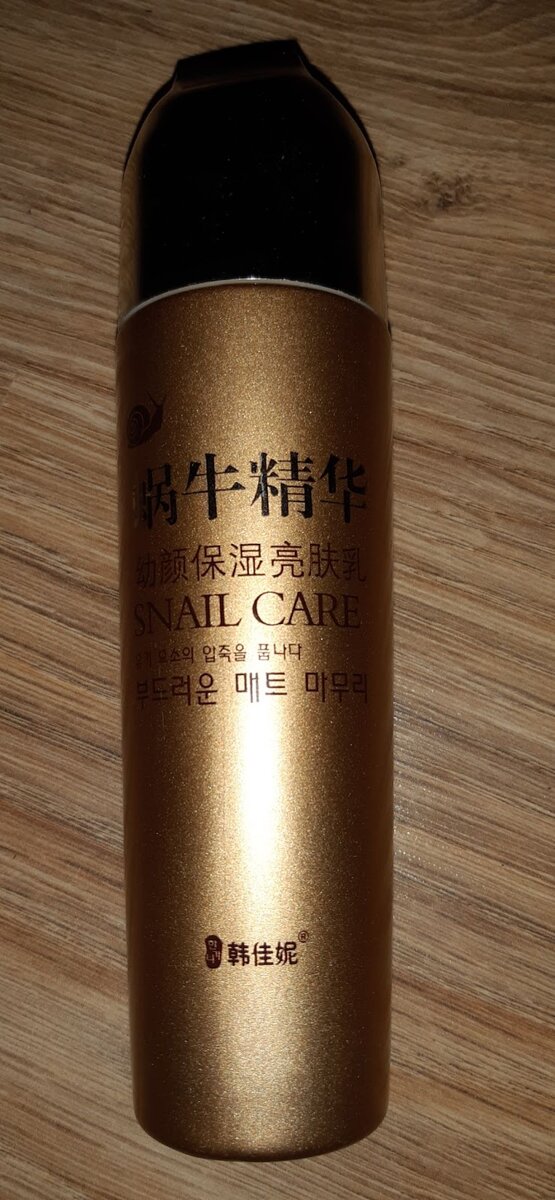 蜗牛精华
幼颜保湿亮肤乳
SNAIL CARE
요소의 압축을 품나다
부드러운 매트 마무리
韩佳妮®